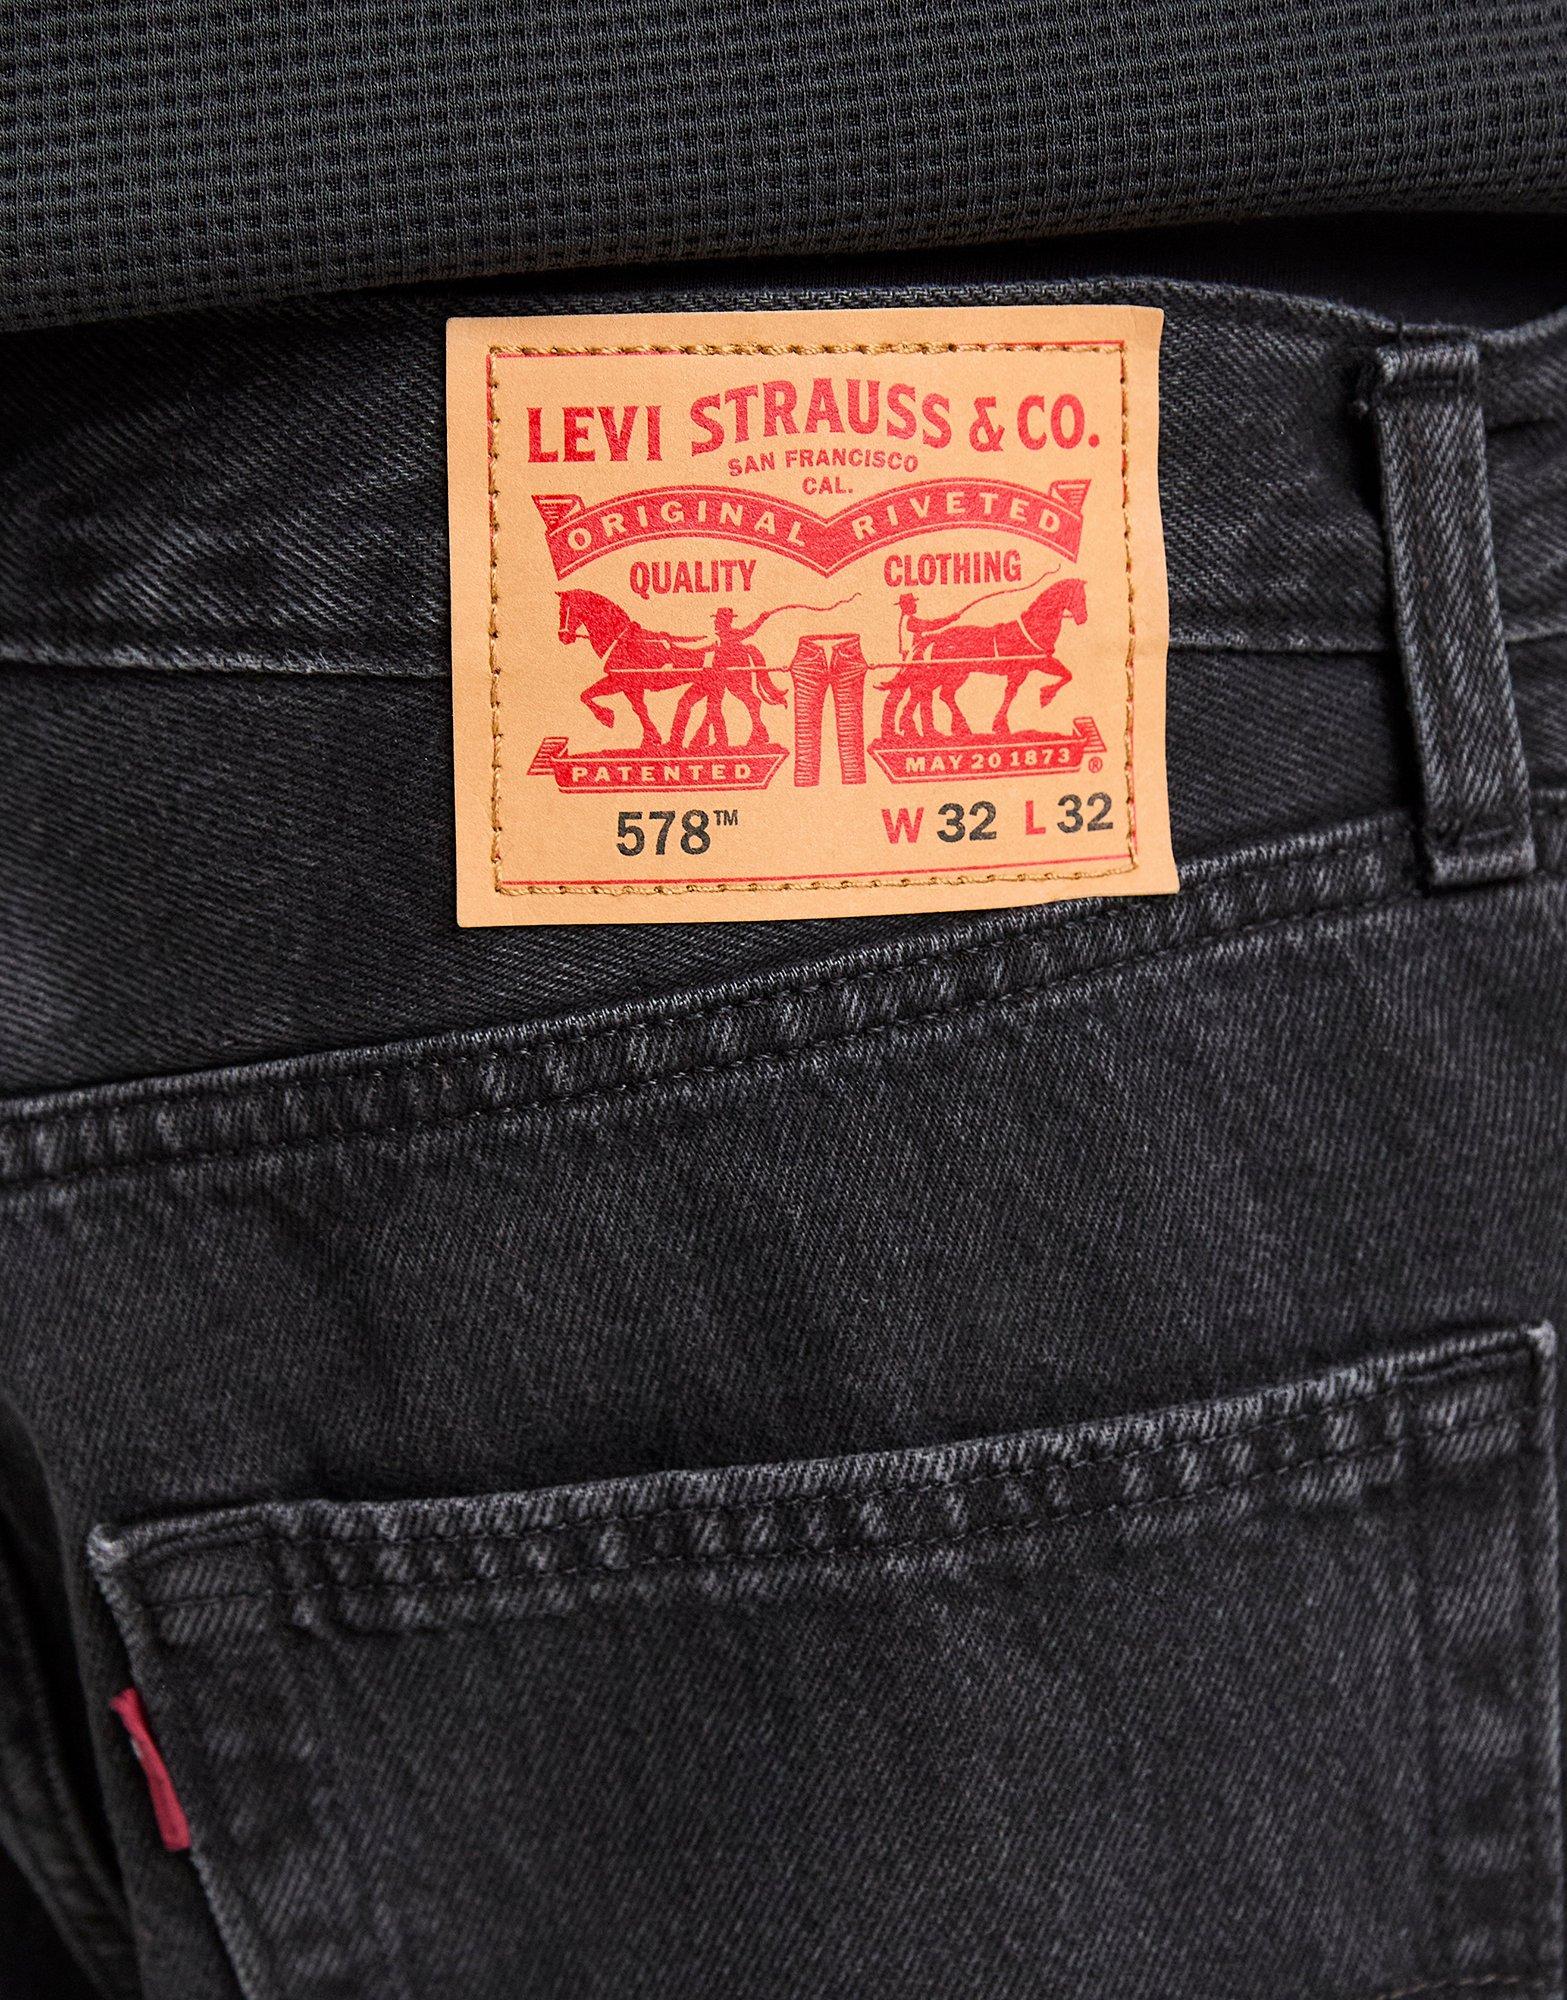 LEVI STRAUSS & CO.
SAN FRANCISCO
CAL.
ORIGINAL RIVETED
QUALITY CLOTHING
PATENTED MAY 20 1873 ®
578™ W 32 L 32